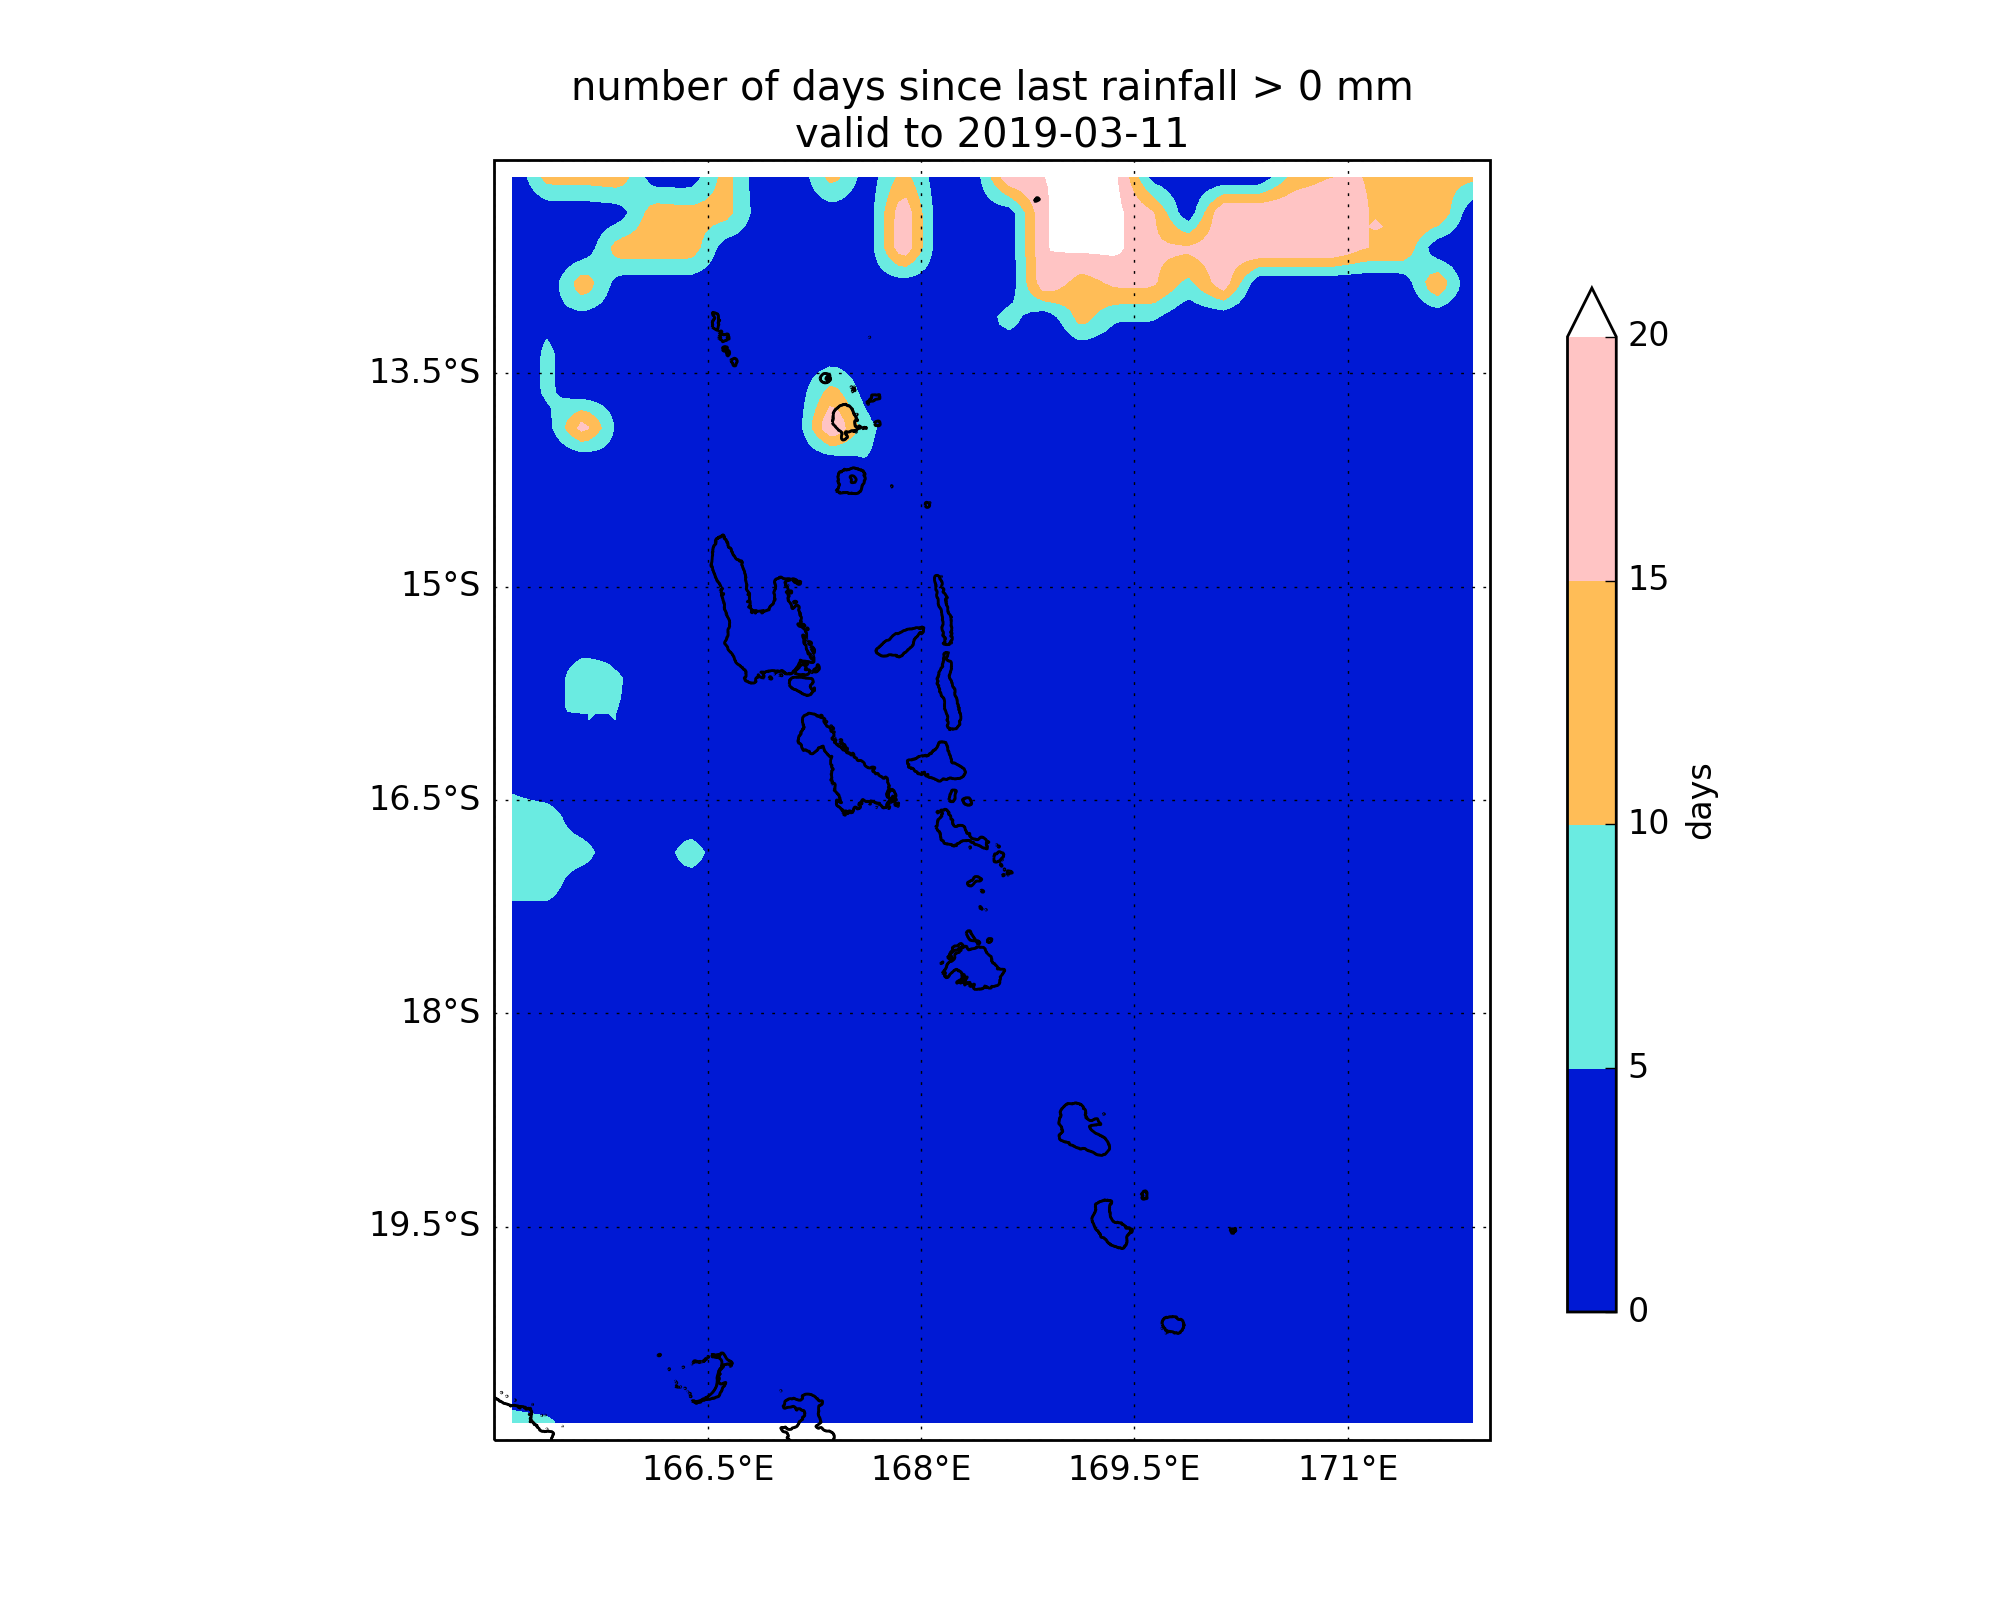 number of days since last rainfall > 0 mm
valid to 2019-03-11
13.5°S
15°S
16.5°S
18°S
19.5°S
166.5°E
168°E
169.5°E
171°E
20
15
10
5
0
days